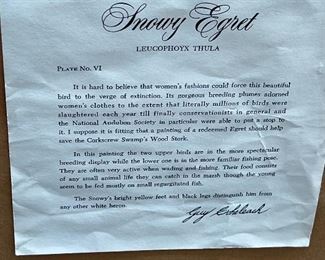 Snowy Egret
LEUCOPHOYX THULA
PLATE NO. VI
It is hard to believe that women's fashions could force this beautiful
bird to the verge of extinction. Its gorgeous breeding plumes adorned
women's clothes to the extent that literally millions of birds were
slaughtered each year till finally conservationists in general and
the National Audubon Society in particular were able to put a stop to
it. I suppose it is fitting that a painting of a redeemed Egret should help
save the Corkscrew Swamp's Wood Stork.
In this painting the two upper birds are in the more spectacular
breeding display while the lower one is in the more familiar fishing pose.
They are often very active when wading and fishing. Their food consists
of any small animal life they can catch in the marsh though the young
seem to be fed mostly on small regurgitated fish.
The Snowy's bright yellow feet and black legs distinguish him from
any other white heron.
Guy Coheleach